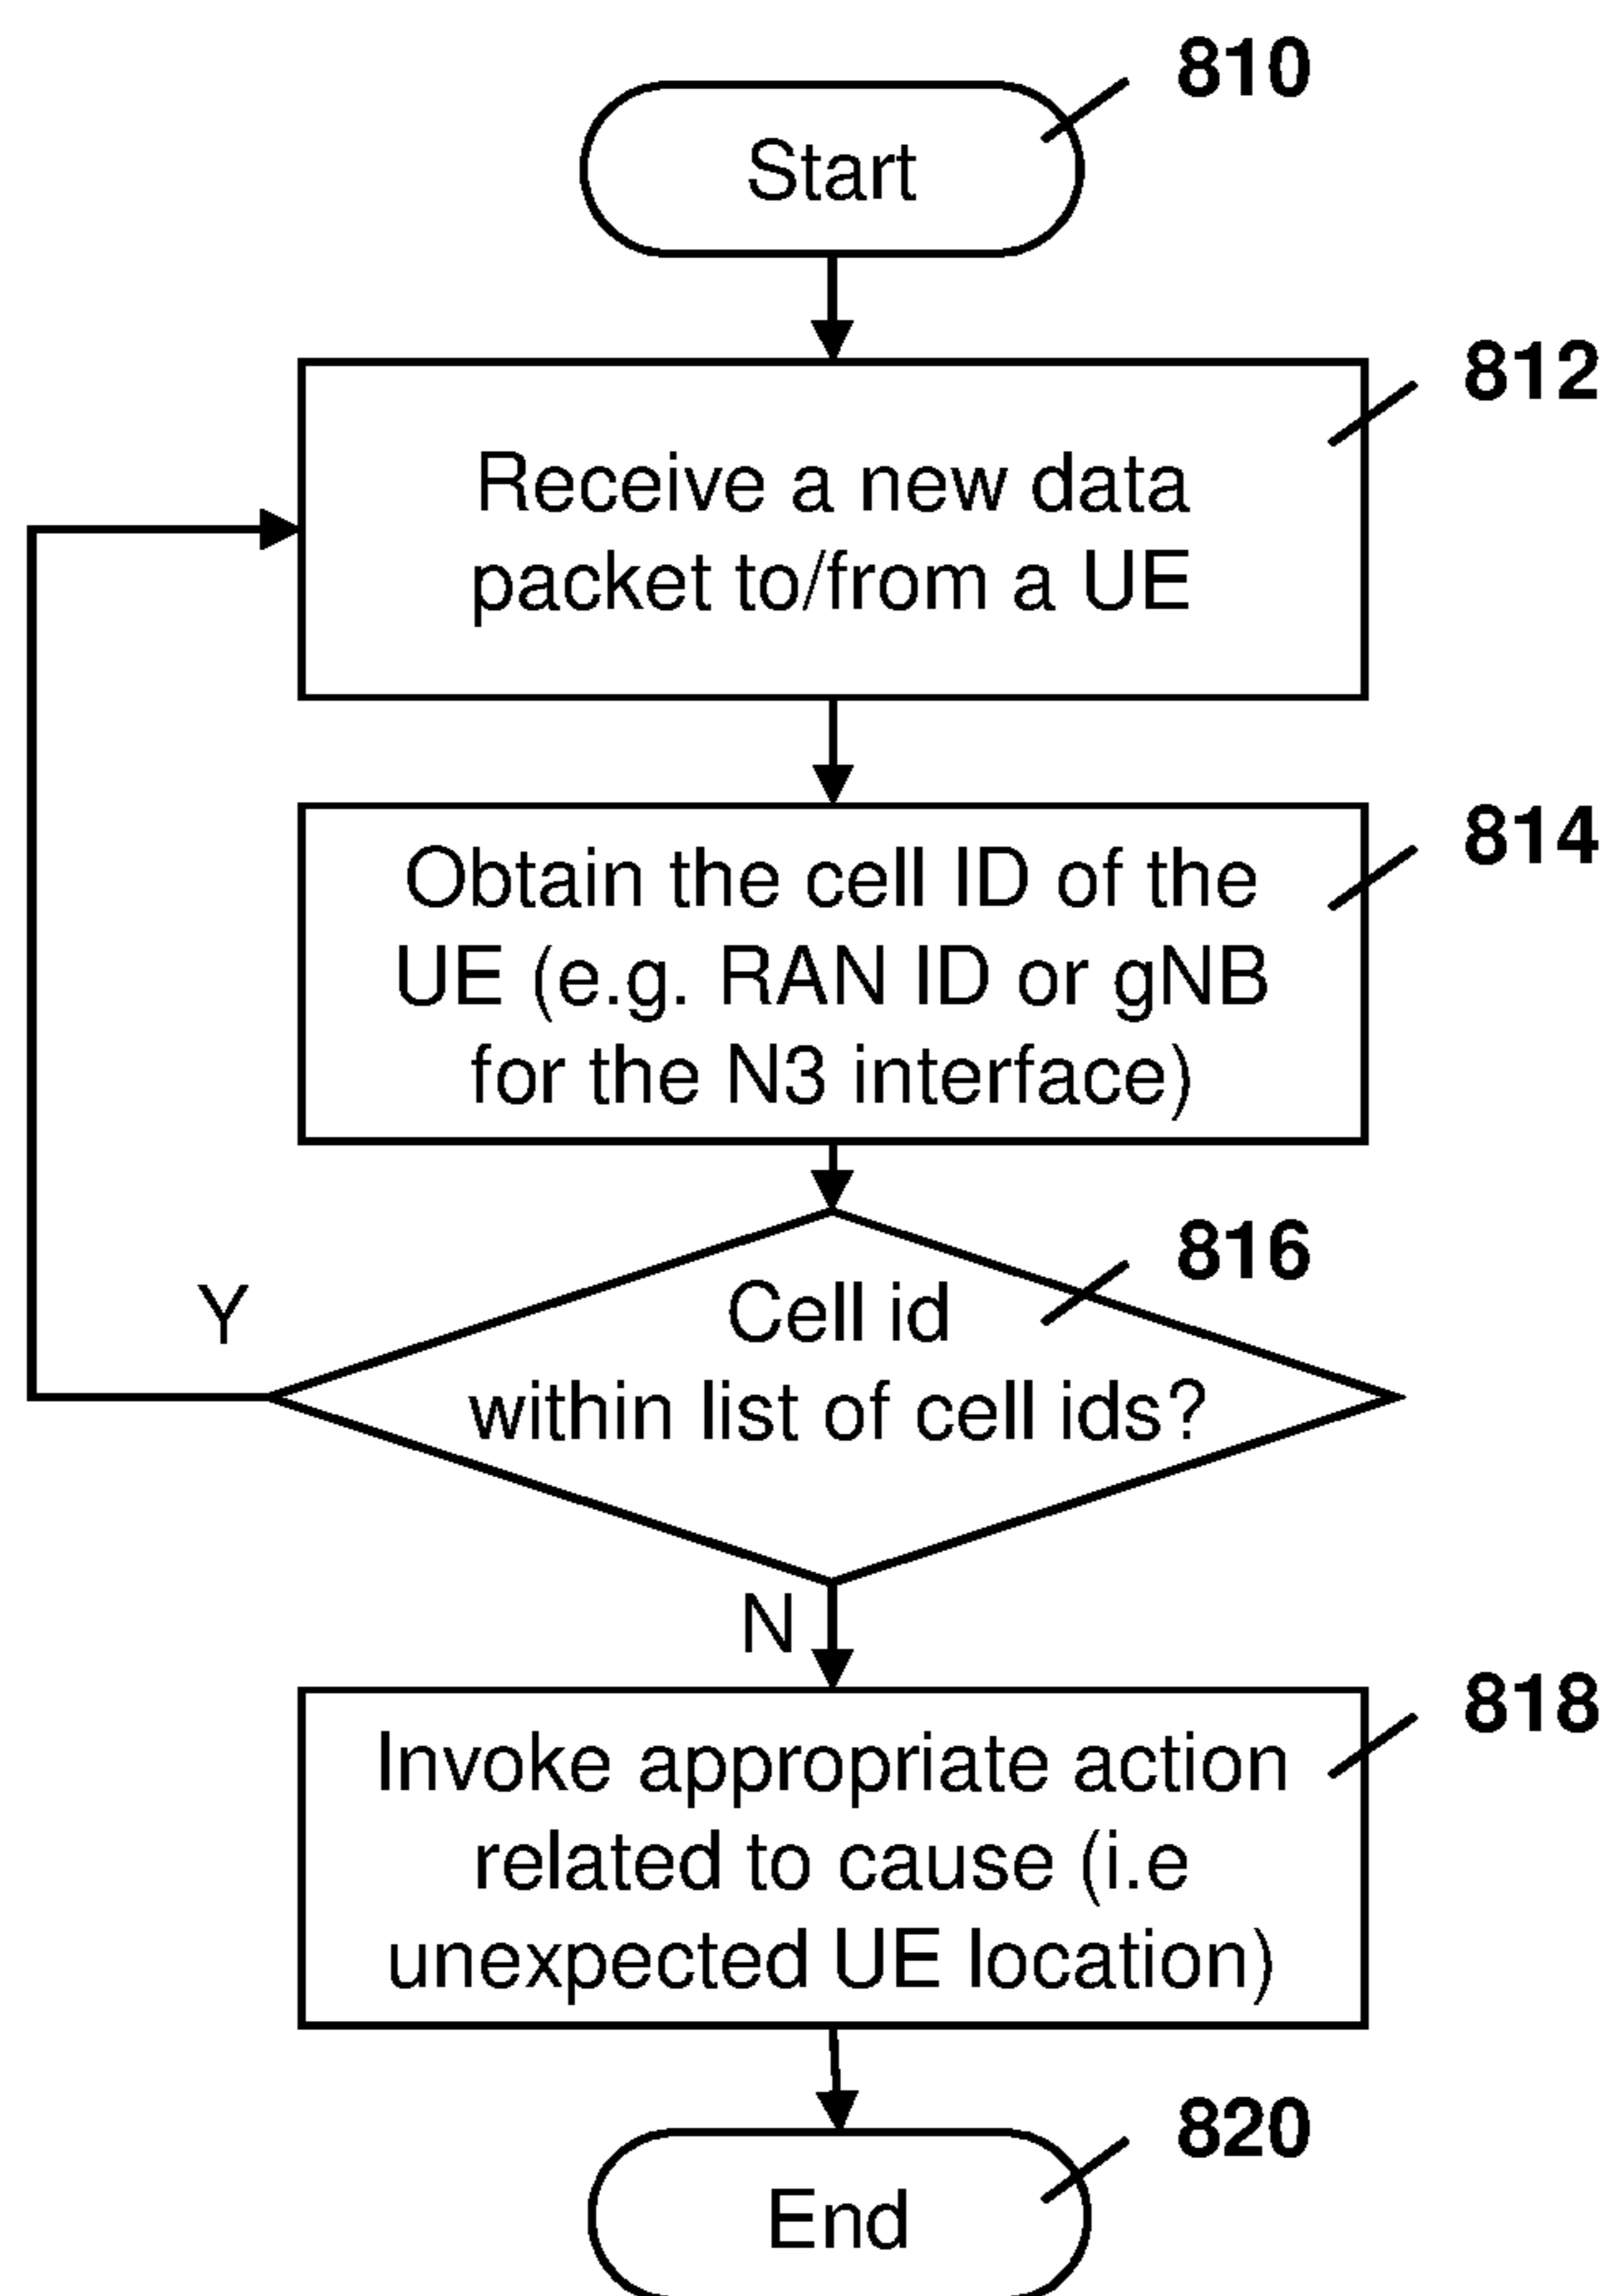 810
Start
812
Receive a new data
packet to/from a UE
814
Obtain the cell ID of the
UE (e.g. RAN ID or gNB
for the N3 interface)
816
Cell id
within list of cell ids?
Y
N
818
Invoke appropriate action
related to cause (i.e
unexpected UE location)
820
End